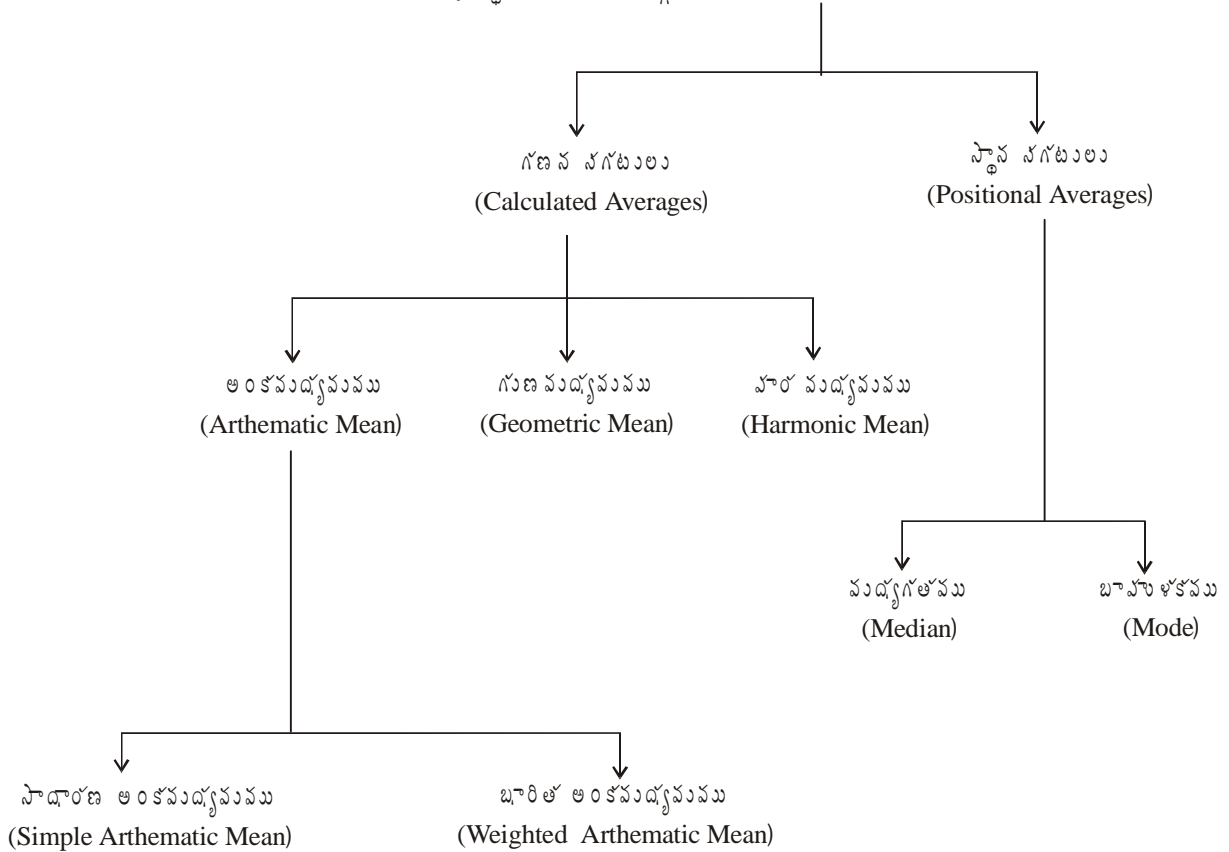 గణన సగటులు
(Calculated Averages)
స్థాన సగటులు
(Positional Averages)
అంకమధ్యమము
(Arthematic Mean)
గుణ మధ్యమము
(Geometric Mean)
హర మధ్యమము
(Harmonic Mean)
మధ్యగతము
(Median)
బాహుళకము
(Mode)
సాధారణ అంకమధ్యమము
(Simple Arthematic Mean)
భారిత అంకమధ్యమము
(Weighted Arthematic Mean)